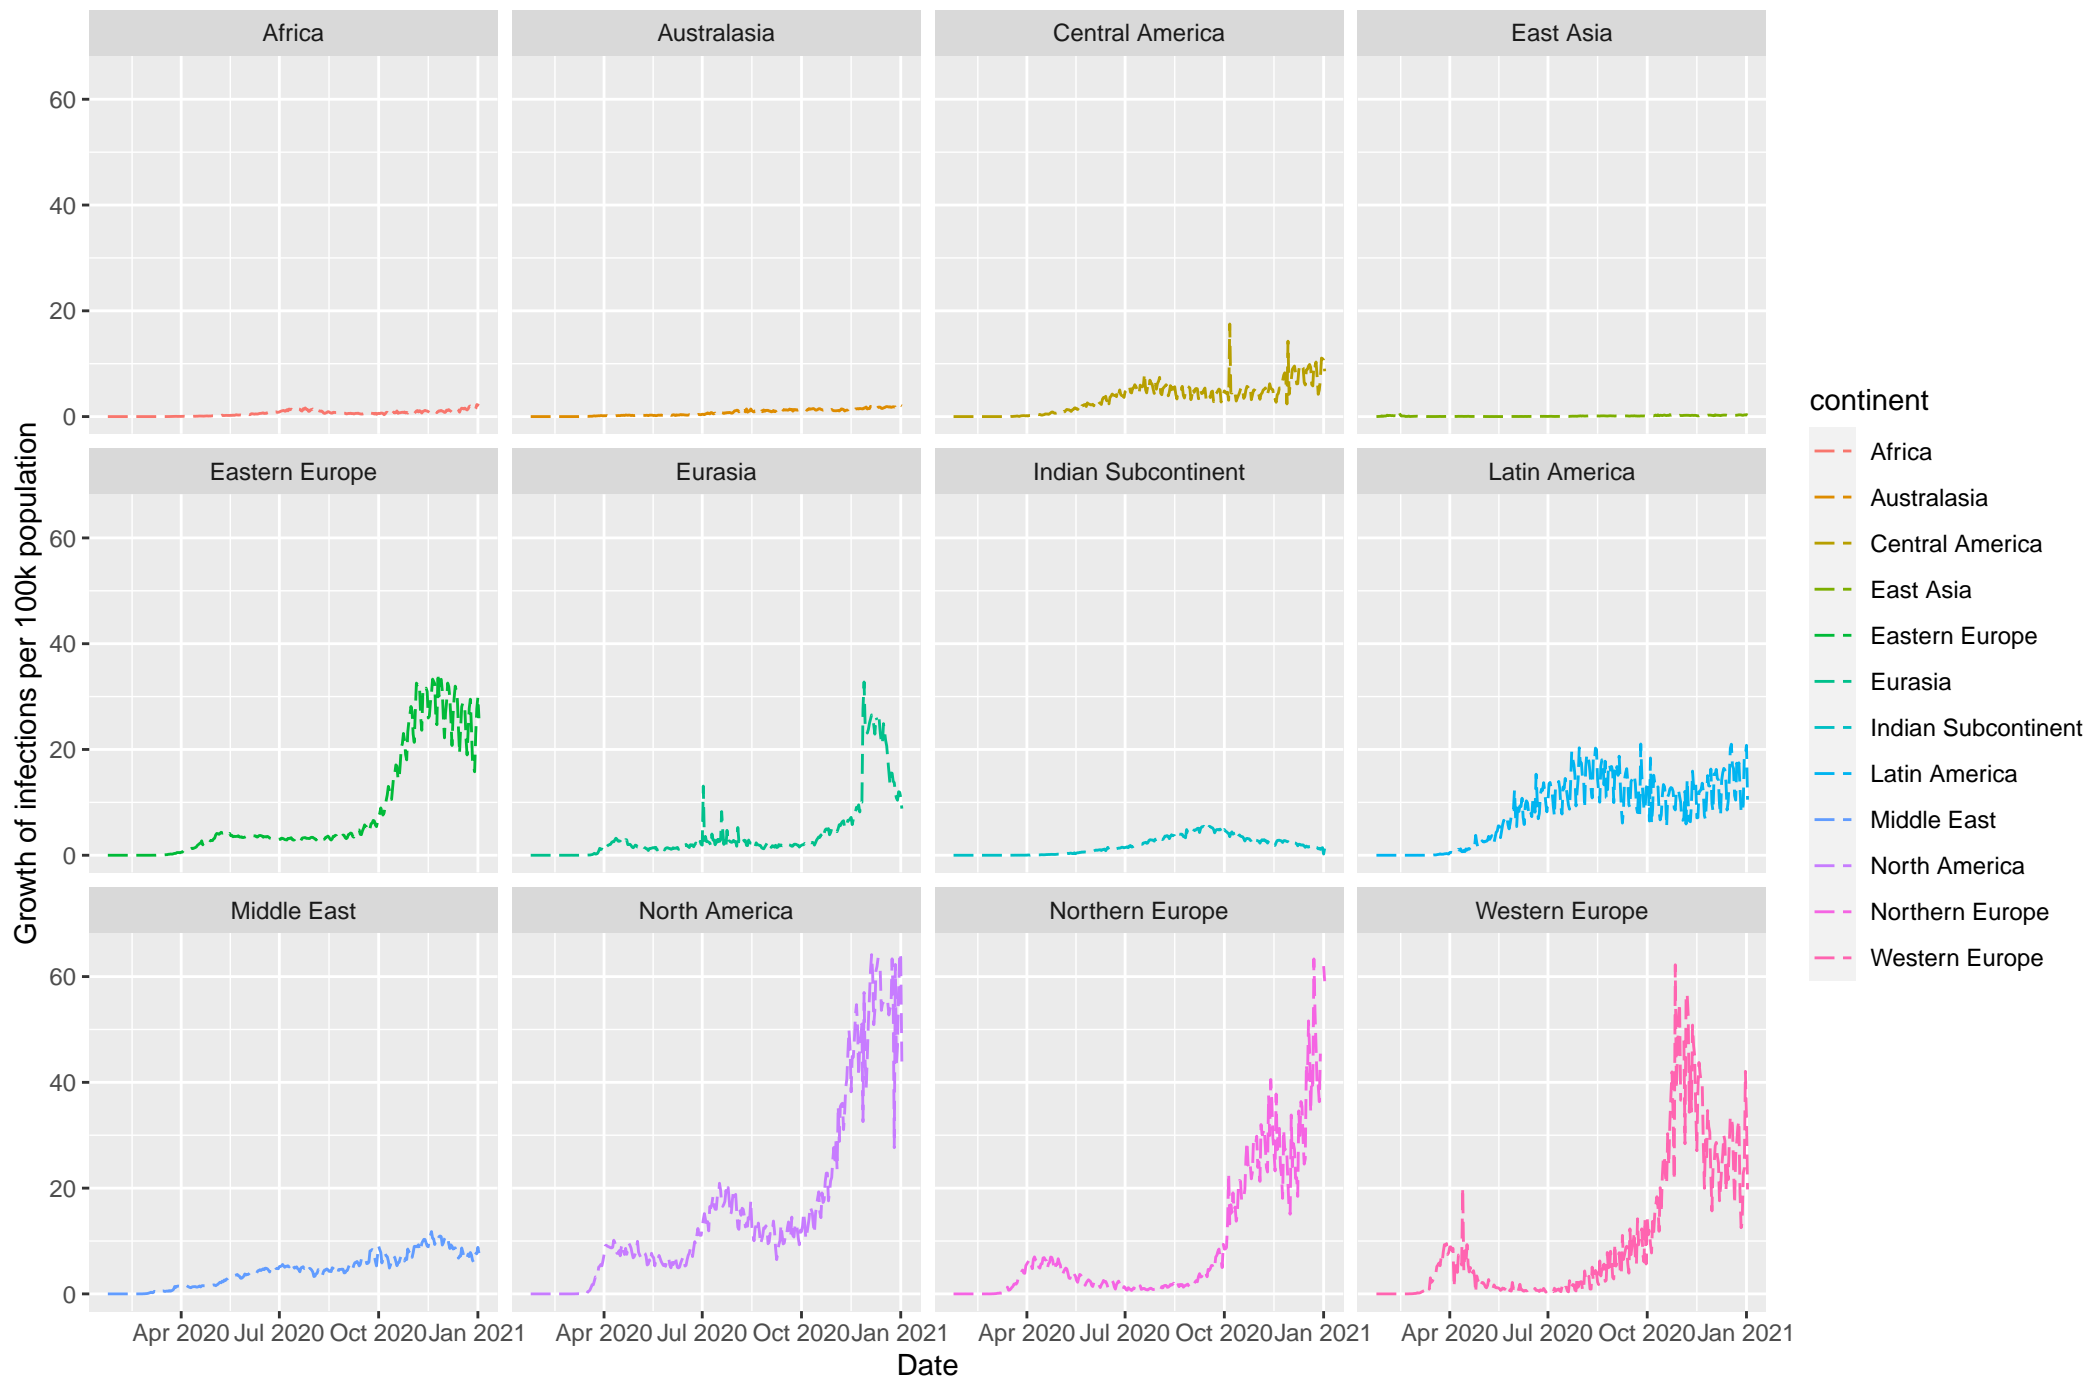 Africa
Australasia
Central America
East Asia
60
40
20
0
Eastern Europe
Eurasia
Indian Subcontinent
Latin America
60
40
20
0
Middle East
North America
Northern Europe
Western Europe
60
40
20
0
Apr 2020 Jul 2020 Oct 2020 Jan 2021
Apr 2020 Jul 2020 Oct 2020 Jan 2021
Apr 2020 Jul 2020 Oct 2020 Jan 2021
Apr 2020 Jul 2020 Oct 2020 Jan 2021
Date
Growth of infections per 100k population
continent
Africa
Australasia
Central America
East Asia
Eastern Europe
Eurasia
Indian Subcontinent
Latin America
Middle East
North America
Northern Europe
Western Europe